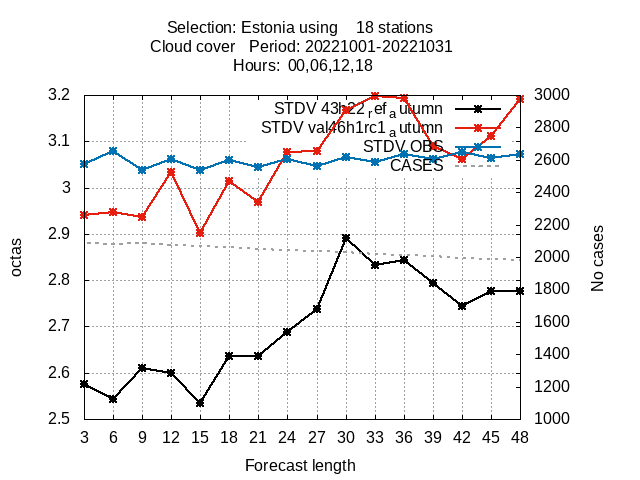 Selection: Estonia using 18 stations
Cloud cover Period: 20221001-20221031
Hours: 00,06,12,18
3.2 3000
STDV 43h22ref_autumn
STDV val46h1rc1_autumn
2800
3.1
STDV OBS
2600
CASES
3
2400
2.9 2200
2000
2.8 1800
2.7 1600
1400
2.6 1200
2.5 1000
octas
No cases
3 6 9 12 15 18 21 24 27 30 33 36 39 42 45 48
Forecast length